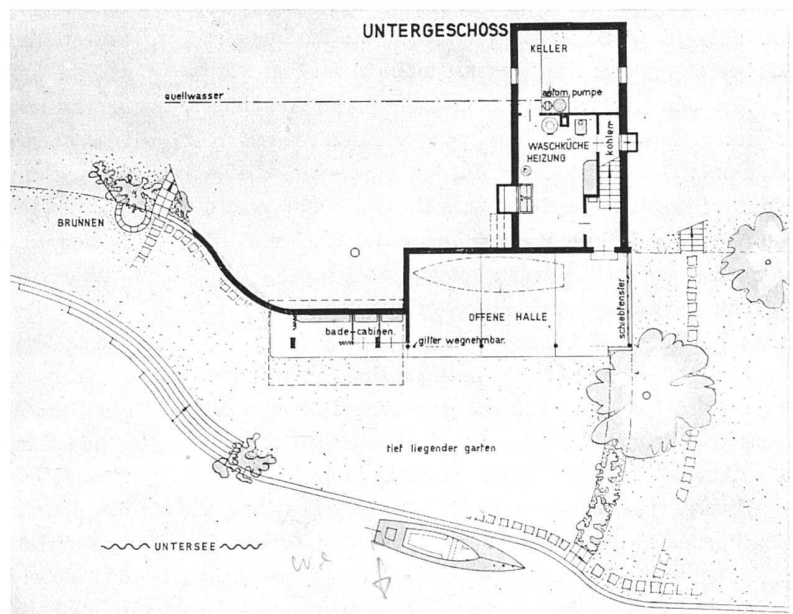 UNTERGESCHOSS
KELLER
quellwasser
autom. pumpe
WASCHKÜCHE
HEIZUNG
kohlen
BRUNNEN
OFFENE HALLE
schiebfenster
bade-cabinen.
gitter wegnehmbar.
tief liegender garten
UNTERSEE